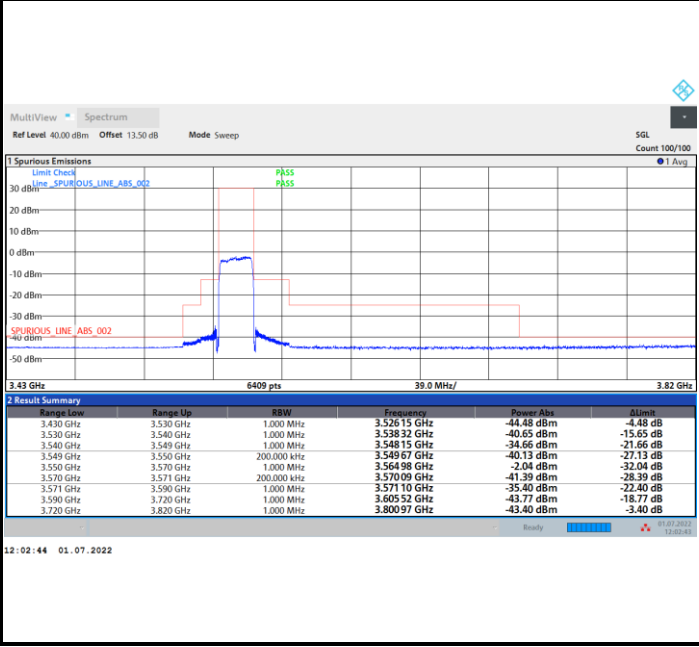 MultiView Spectrum
Ref Level 40.00 dBm Offset 13.50 dB Mode Sweep SGL
Count 100/100
1 Spurious Emissions 1 Avg
Limit Check PASS
Line _SPURIOUS_LINE_ABS_002 PASS
30 dBm
20 dBm
10 dBm
0 dBm
-10 dBm
-20 dBm
-30 dBm
_SPURIOUS_LINE_ABS_002
-40 dBm
-50 dBm
3.43 GHz 6409 pts 39.0 MHz/ 3.82 GHz
2 Result Summary
Range Low Range Up RBW Frequency Power Abs ΔLimit
3.430 GHz 3.530 GHz 1.000 MHz 3.526 15 GHz -44.48 dBm -4.48 dB
3.530 GHz 3.540 GHz 1.000 MHz 3.538 32 GHz -40.65 dBm -15.65 dB
3.540 GHz 3.549 GHz 1.000 MHz 3.548 15 GHz -34.66 dBm -21.66 dB
3.549 GHz 3.550 GHz 200.000 kHz 3.549 67 GHz -40.13 dBm -27.13 dB
3.550 GHz 3.570 GHz 1.000 MHz 3.564 98 GHz -2.04 dBm -32.04 dB
3.570 GHz 3.571 GHz 200.000 kHz 3.570 09 GHz -41.39 dBm -28.39 dB
3.571 GHz 3.590 GHz 1.000 MHz 3.571 10 GHz -35.40 dBm -22.40 dB
3.590 GHz 3.720 GHz 1.000 MHz 3.605 52 GHz -43.77 dBm -18.77 dB
3.720 GHz 3.820 GHz 1.000 MHz 3.800 97 GHz -43.40 dBm -3.40 dB
Ready 01.07.2022
12:02:43
12:02:44 01.07.2022